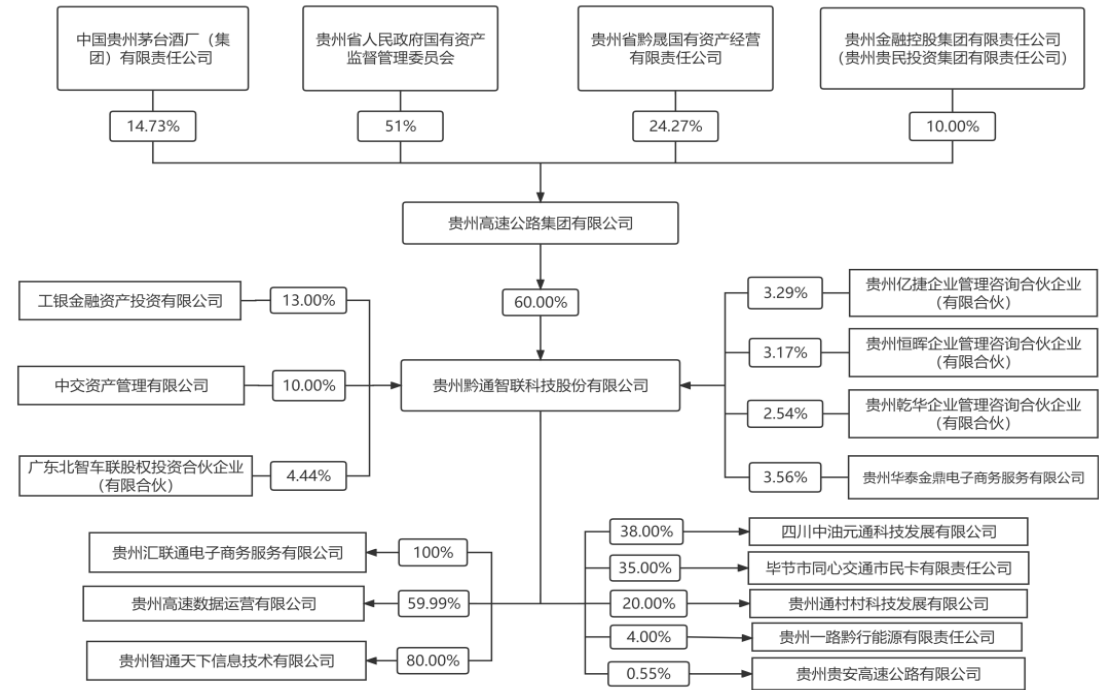 中国贵州茅台酒厂（集
团）有限责任公司
贵州省人民政府国有资产
监督管理委员会
贵州省黔晟国有资产经营
有限责任公司
贵州金融控股集团有限责任公司
（贵州贵民投资集团有限责任公司）
14.73%
51%
24.27%
10.00%
贵州高速公路集团有限公司
60.00%
工银金融资产投资有限公司
13.00%
中交资产管理有限公司
10.00%
广东北智车联股权投资合伙企业
（有限合伙）
4.44%
贵州黔通智联科技股份有限公司
3.29%
贵州亿捷企业管理咨询合伙企业
（有限合伙）
3.17%
贵州恒晖企业管理咨询合伙企业
（有限合伙）
2.54%
贵州乾华企业管理咨询合伙企业
（有限合伙）
3.56%
贵州华泰金鼎电子商务服务有限公司
贵州汇联通电子商务服务有限公司
100%
贵州高速数据运营有限公司
59.99%
贵州智通天下信息技术有限公司
80.00%
38.00%
四川中油元通科技发展有限公司
35.00%
毕节市同心交通市民卡有限责任公司
20.00%
贵州通村村科技发展有限公司
4.00%
贵州一路黔行能源有限责任公司
0.55%
贵州贵安高速公路有限公司